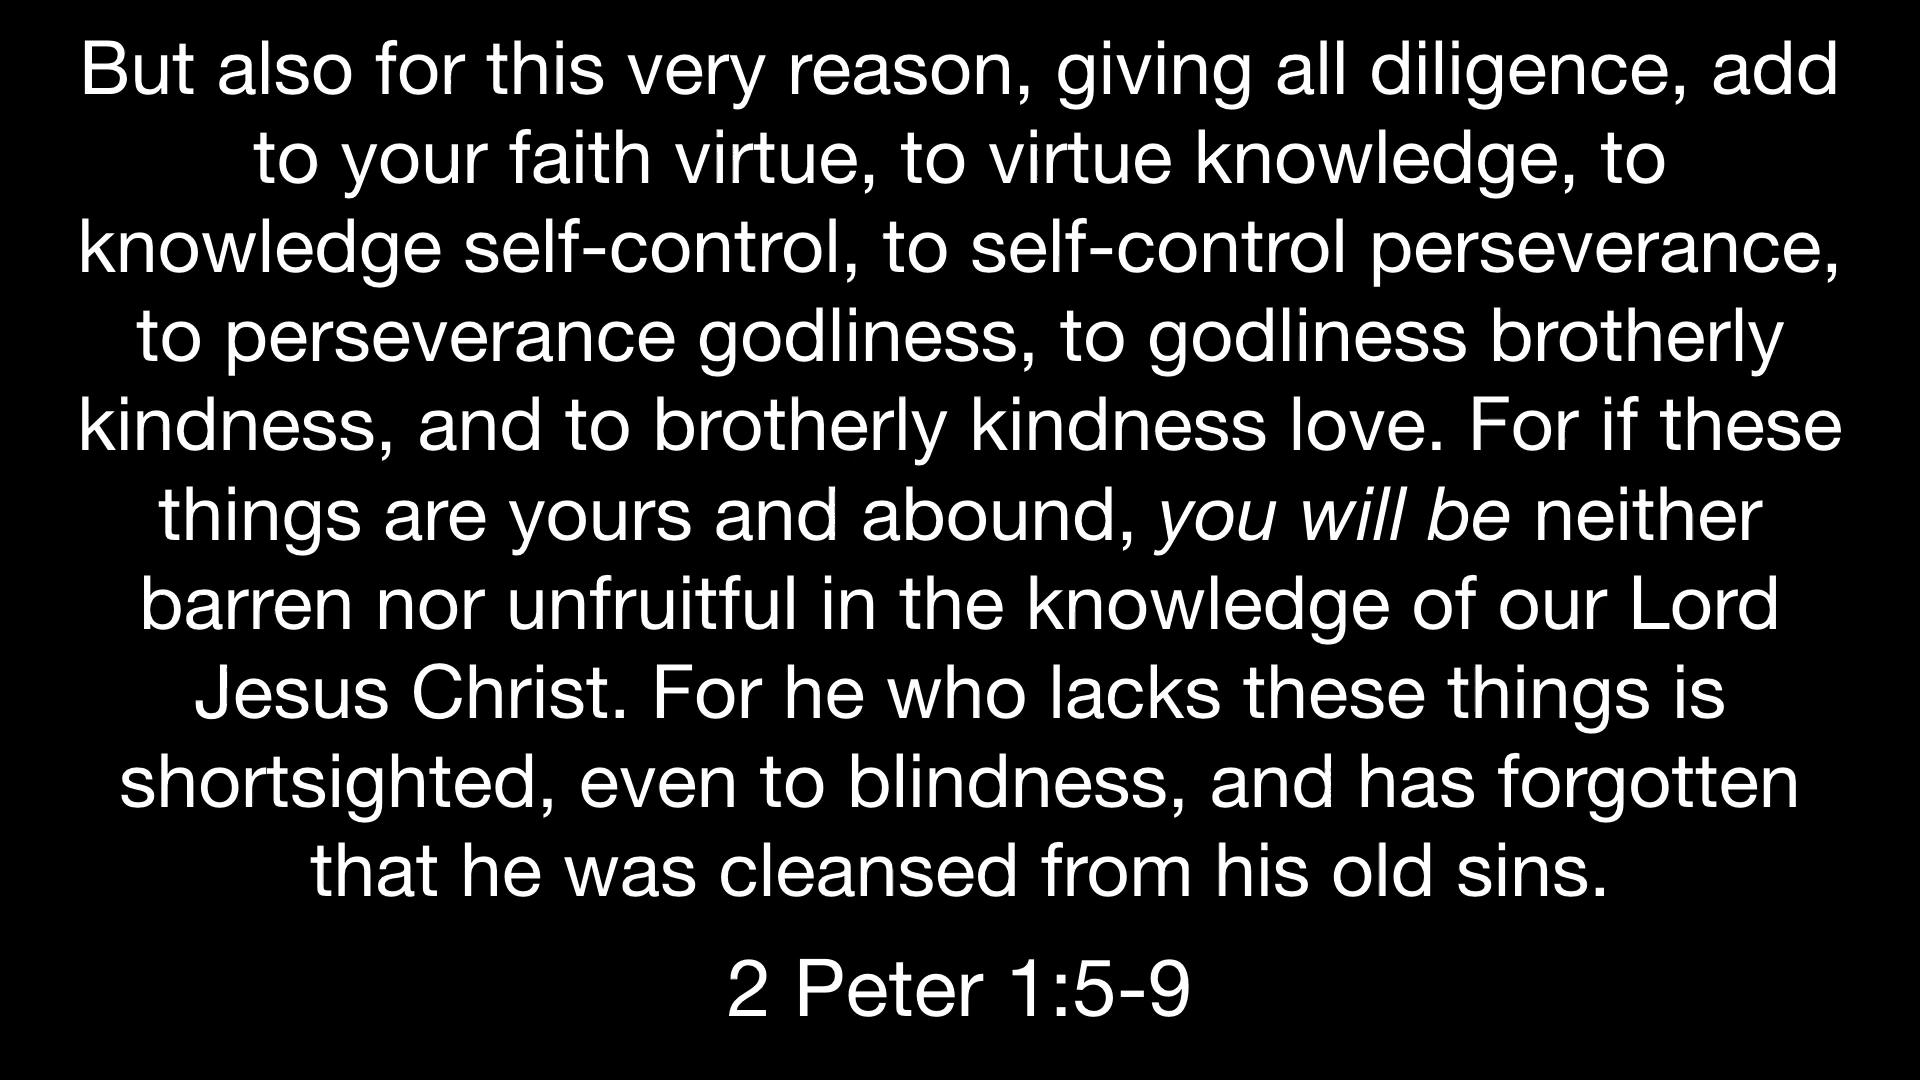 But also for this very reason, giving all diligence, add
to your faith virtue, to virtue knowledge, to
knowledge self-control, to self-control perseverance,
to perseverance godliness, to godliness brotherly
kindness, and to brotherly kindness love. For if these
things are yours and abound, you will be neither
barren nor unfruitful in the knowledge of our Lord
Jesus Christ. For he who lacks these things is
shortsighted, even to blindness, and has forgotten
that he was cleansed from his old sins.
2 Peter 1:5-9